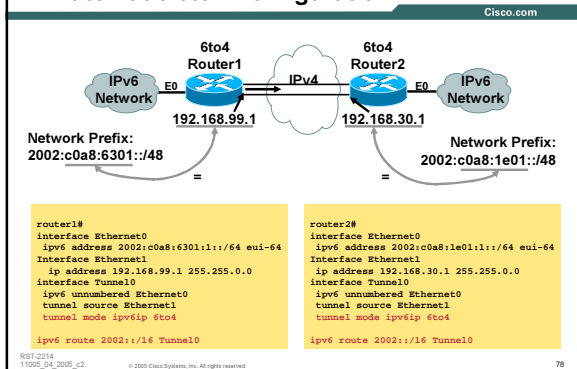 Cisco.com
6to4
Router1
6to4
Router2
IPv6
Network
E0
IPv4
E0
IPv6
Network
192.168.99.1
192.168.30.1
Network Prefix:
2002:c0a8:6301::/48
Network Prefix:
2002:c0a8:1e01::/48
=
=
router1#
interface Ethernet0
ipv6 address 2002:c0a8:6301:1::/64 eui-64
Interface Ethernet1
ip address 192.168.99.1 255.255.0.0
interface Tunnel0
ipv6 unnumbered Ethernet0
tunnel source Ethernet1
tunnel mode ipv6ip 6to4
ipv6 route 2002::/16 Tunnel0
router2#
interface Ethernet0
ipv6 address 2002:c0a8:1e01:1::/64 eui-64
Interface Ethernet1
ip address 192.168.30.1 255.255.0.0
interface Tunnel0
ipv6 unnumbered Ethernet0
tunnel source Ethernet1
tunnel mode ipv6ip 6to4
ipv6 route 2002::/16 Tunnel0
RST-2214
11005_04_2005_c2
© 2005 Cisco Systems, Inc. All rights reserved.
78